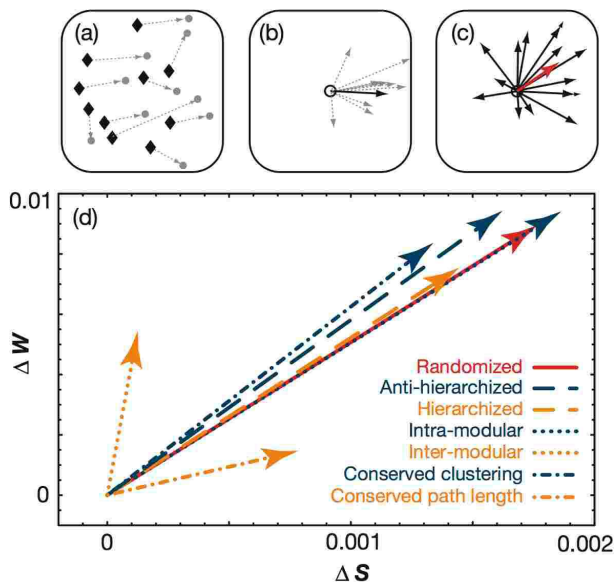 (a)
(b)
(c)
(d)
0.01
ΔW
0
Randomized
Anti-hierarchized
Hierarchized
Intra-modular
Inter-modular
Conserved clustering
Conserved path length
0 0.001 0.002
ΔS